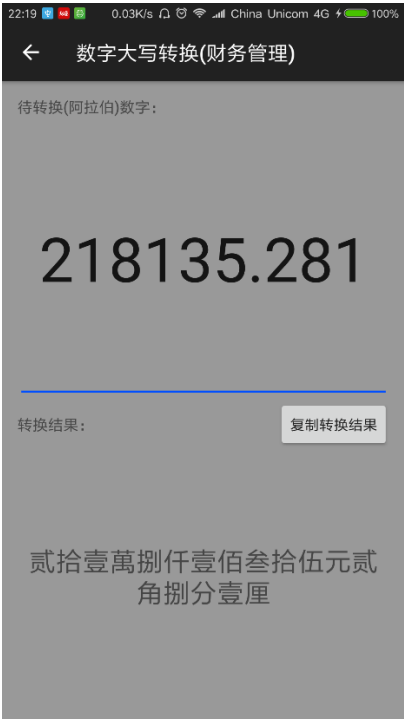 22:19 0.03K/s China Unicom 4G 100%
数字大写转换(财务管理)
待转换(阿拉伯)数字：
218135.281
转换结果：
复制转换结果
贰拾壹萬捌仟壹佰叁拾伍元贰
角捌分壹厘